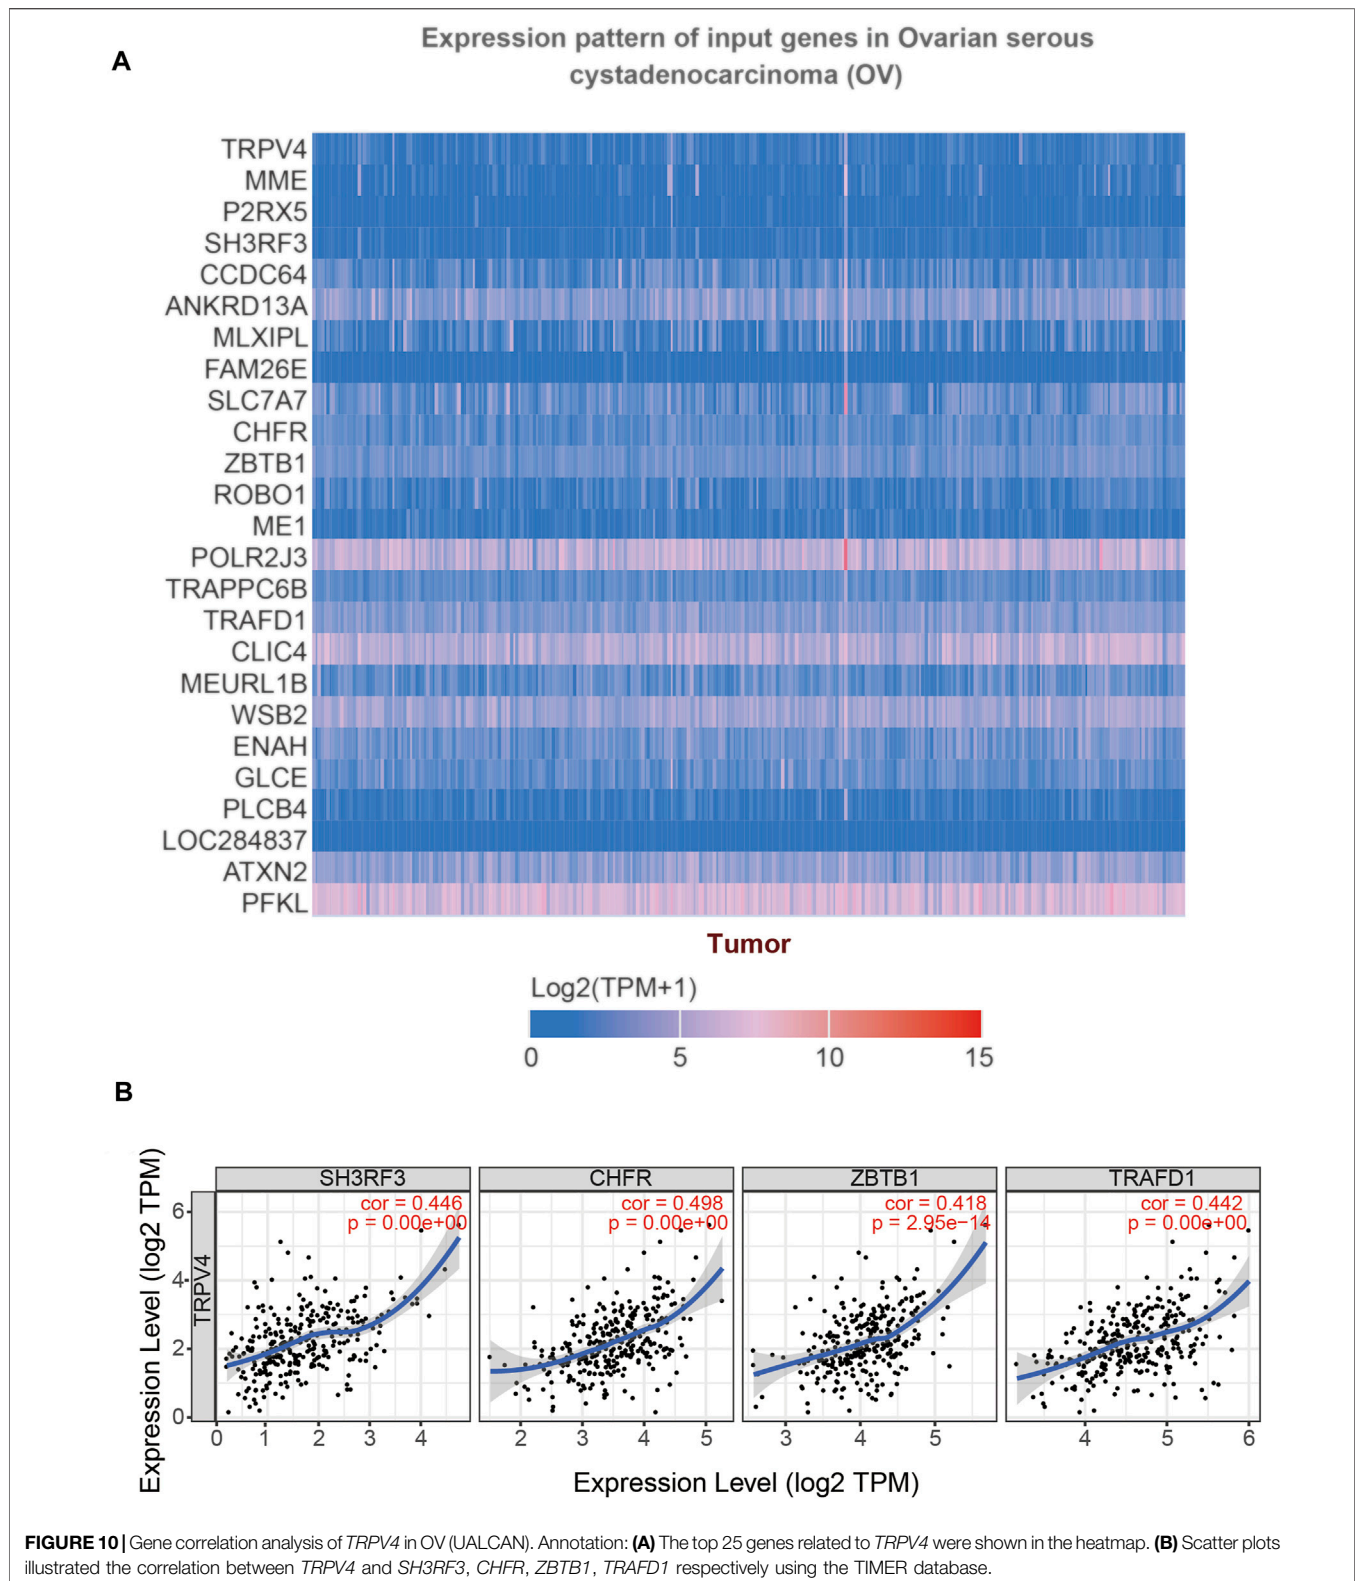 A
Expression pattern of input genes in Ovarian serous
cystadenocarcinoma (OV)
TRPV4
MME
P2RX5
SH3RF3
CCDC64
ANKRD13A
MLXIPL
FAM26E
SLC7A7
CHFR
ZBTB1
ROBO1
ME1
POLR2J3
TRAPPC6B
TRAFD1
CLIC4
MEURL1B
WSB2
ENAH
GLCE
PLCB4
LOC284837
ATXN2
PFKL
Tumor
Log2(TPM+1)
0 5 10 15
B
Expression Level (log2 TPM)
TRPV4
6
4
2
0
SH3RF3
cor = 0.446
p = 0.00e+00
0 1 2 3 4
CHFR
cor = 0.498
p = 0.00e+00
2 3 4 5
ZBTB1
cor = 0.418
p = 2.95e−14
3 4 5
TRAFD1
cor = 0.442
p = 0.00e+00
4 5 6
Expression Level (log2 TPM)
FIGURE 10 | Gene correlation analysis of TRPV4 in OV (UALCAN). Annotation: (A) The top 25 genes related to TRPV4 were shown in the heatmap. (B) Scatter plots
illustrated the correlation between TRPV4 and SH3RF3, CHFR, ZBTB1, TRAFD1 respectively using the TIMER database.